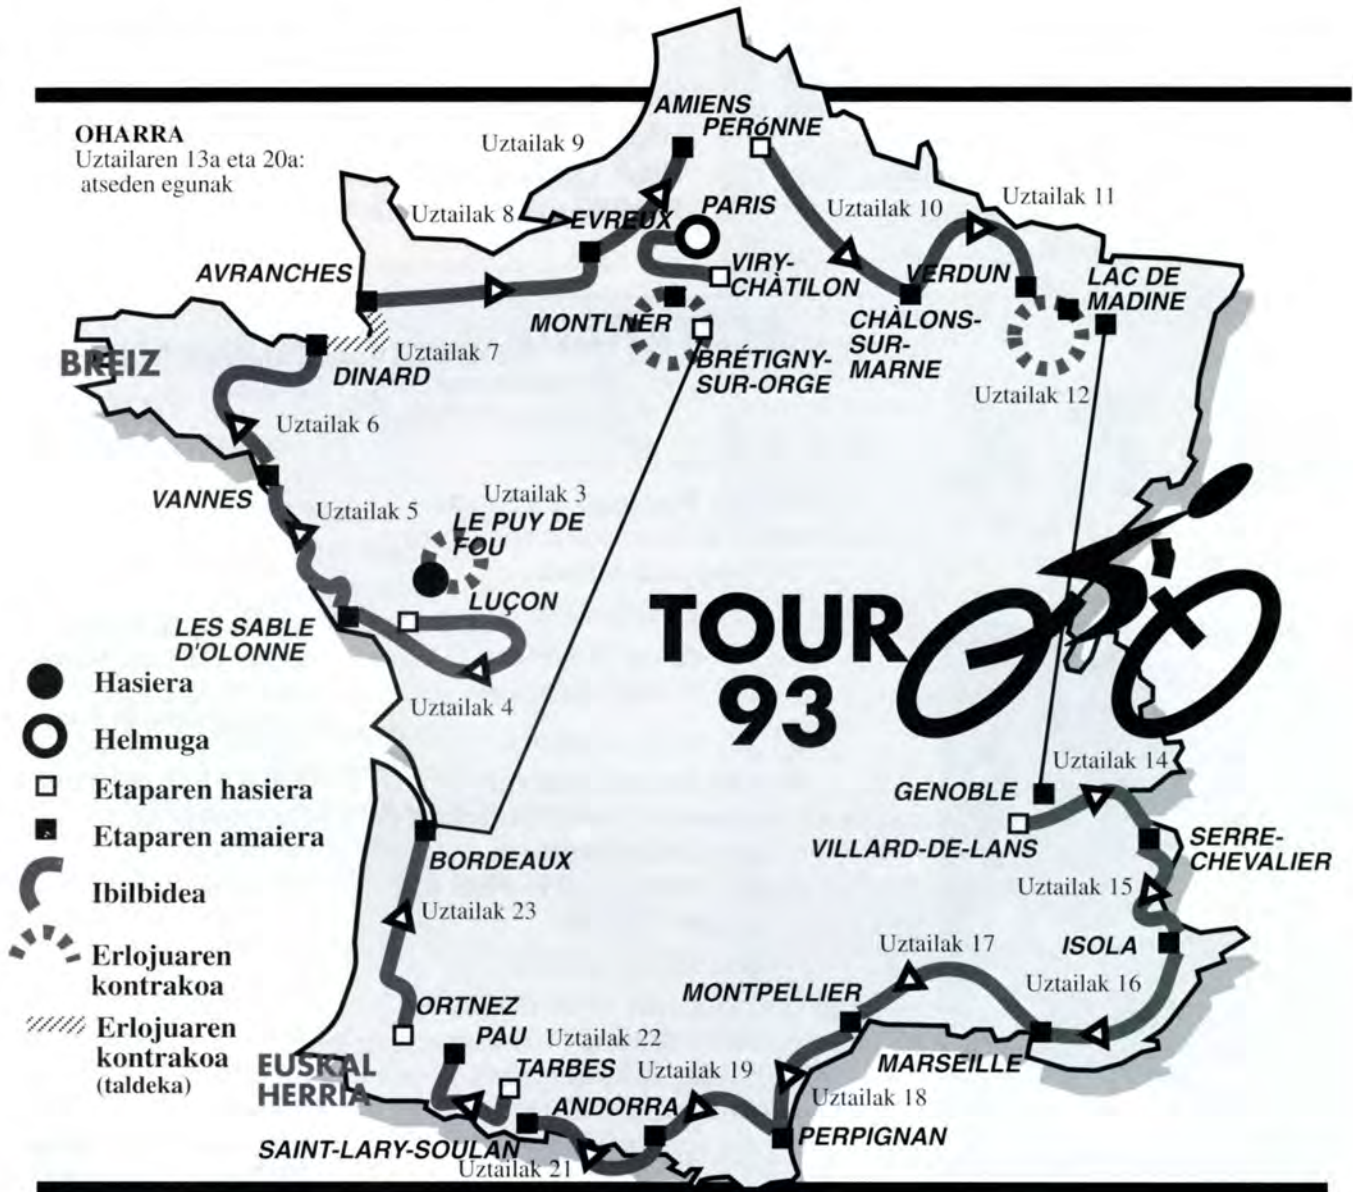 OHARRA
Uztailaren 13a eta 20a:
atseden egunak
Uztailak 9
AMIENS
PERóNNE
Uztailak 8
EVREUX
PARIS
Uztailak 10
Uztailak 11
AVRANCHES
VIRY-
CHÀTILON
VERDUN
LAC DE
MADINE
MONTLNER
CHÀLONS-
SUR-
MARNE
BREIZ
Uztailak 7
DINARD
BRÉTIGNY-
SUR-ORGE
Uztailak 12
Uztailak 6
VANNES
Uztailak 5
Uztailak 3
LE PUY DE
FOU
LUÇON
LES SABLE
D'OLONNE
Uztailak 4
TOUR
93
Hasiera
Helmuga
Etaparen hasiera
Etaparen amaiera
Ibilbidea
Erlojuaren
kontrakoa
Erlojuaren
kontrakoa
(taldeka)
Uztailak 14
GENOBLE
VILLARD-DE-LANS
SERRE-
CHEVALIER
BORDEAUX
Uztailak 15
Uztailak 23
Uztailak 17
ISOLA
Uztailak 16
MONTPELLIER
ORTNEZ
PAU
Uztailak 22
MARSEILLE
EUSKAL
HERRIA
TARBES
Uztailak 19
Uztailak 18
ANDORRA
PERPIGNAN
SAINT-LARY-SOULAN
Uztailak 21